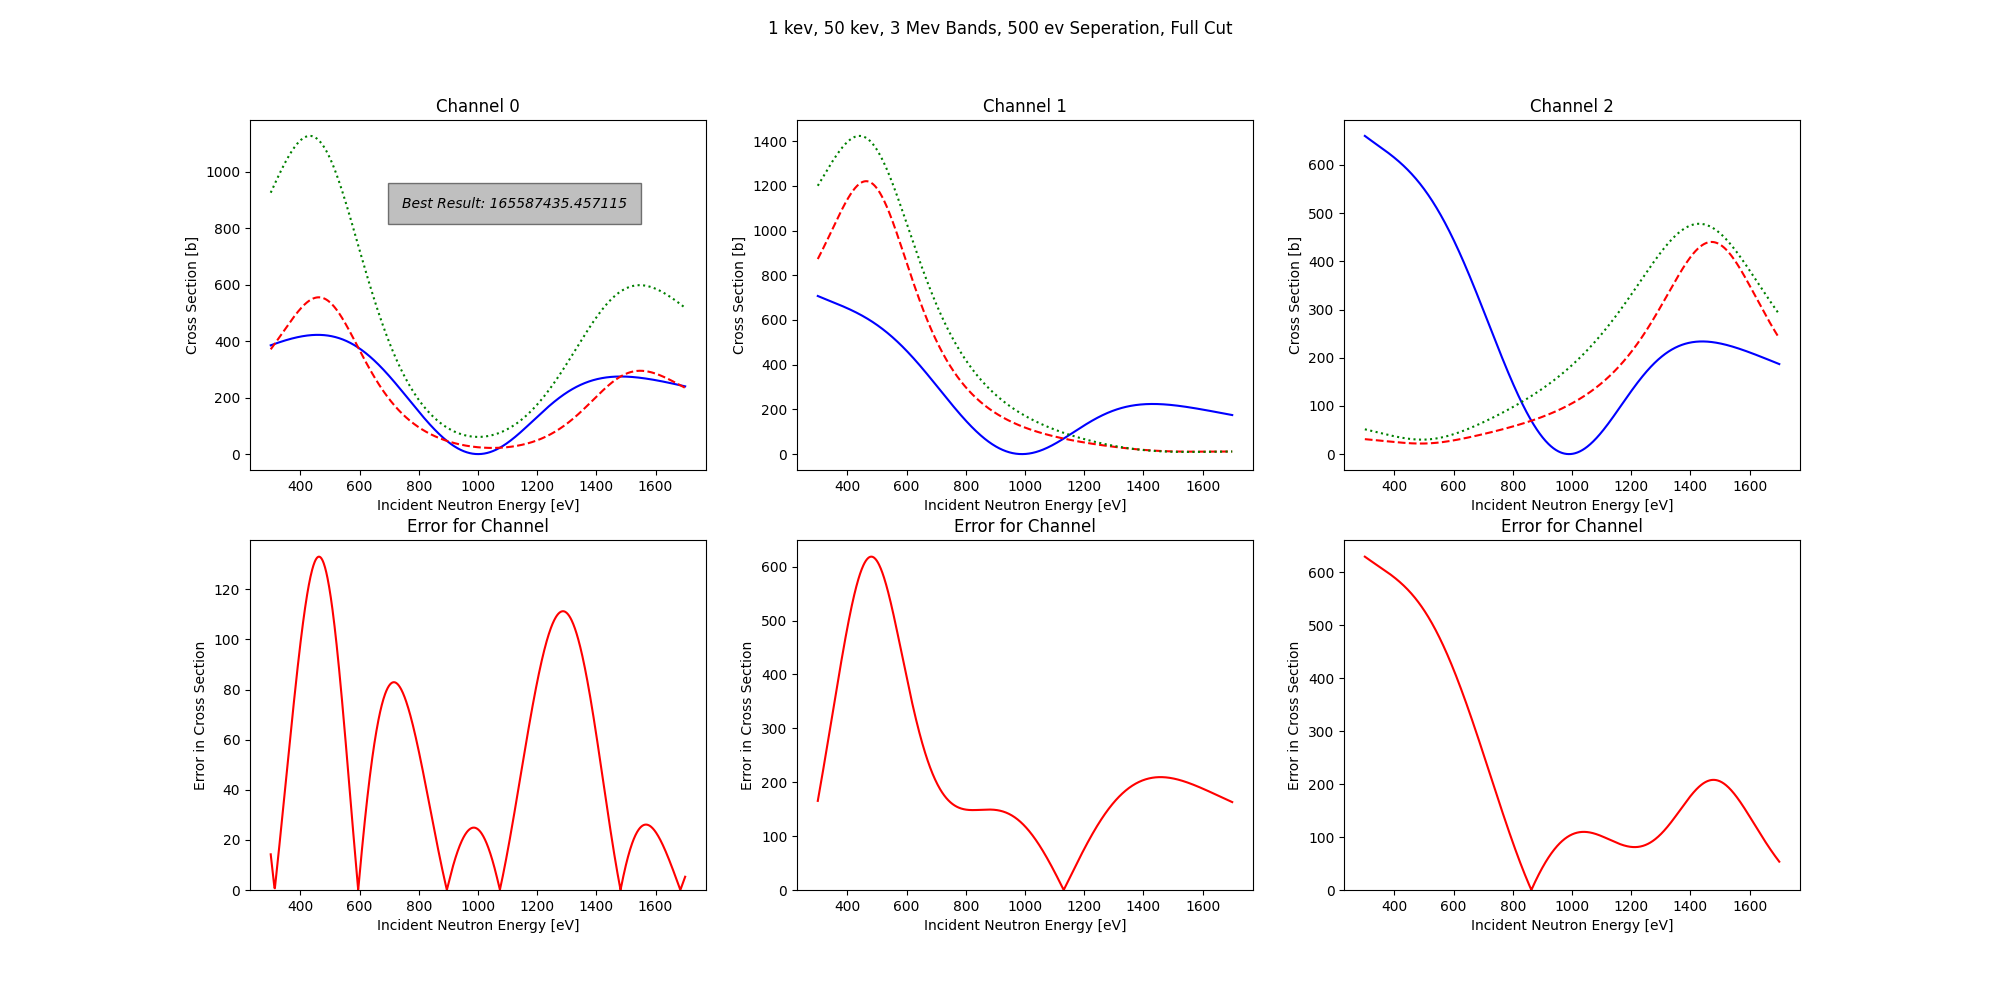 1 kev, 50 kev, 3 Mev Bands, 500 ev Seperation, Full Cut
Channel 0
Cross Section [b]
1000
800
600
400
200
0
Best Result: 165587435.457115
400 600 800 1000 1200 1400 1600
Incident Neutron Energy [eV]
Channel 1
Cross Section [b]
1400
1200
1000
800
600
400
200
0
400 600 800 1000 1200 1400 1600
Incident Neutron Energy [eV]
Channel 2
Cross Section [b]
600
500
400
300
200
100
0
400 600 800 1000 1200 1400 1600
Incident Neutron Energy [eV]
Error for Channel
Error in Cross Section
120
100
80
60
40
20
0
400 600 800 1000 1200 1400 1600
Incident Neutron Energy [eV]
Error for Channel
Error in Cross Section
600
500
400
300
200
100
0
400 600 800 1000 1200 1400 1600
Incident Neutron Energy [eV]
Error for Channel
Error in Cross Section
600
500
400
300
200
100
0
400 600 800 1000 1200 1400 1600
Incident Neutron Energy [eV]